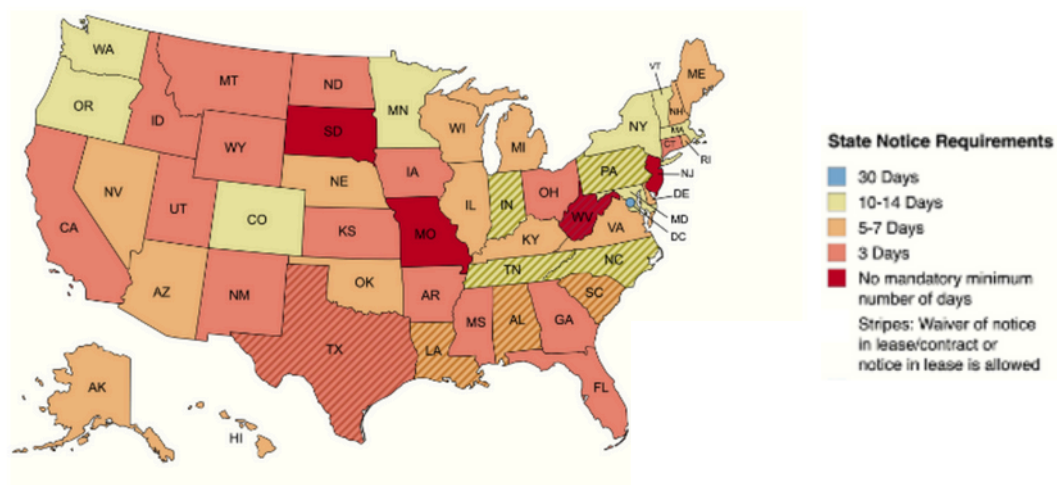 WA
OR
CA
NV
ID
MT
WY
UT
AZ
CO
NM
ND
SD
NE
KS
OK
TX
MN
IA
MO
AR
LA
WI
IL
MI
IN
OH
KY
TN
MS
AL
GA
FL
SC
NC
VA
WV
PA
NY
VT
NH
ME
MA
CT
RI
NJ
DE
MD
DC
AK
HI
State Notice Requirements
30 Days
10-14 Days
5-7 Days
3 Days
No mandatory minimum
number of days
Stripes: Waiver of notice
in lease/contract or
notice in lease is allowed